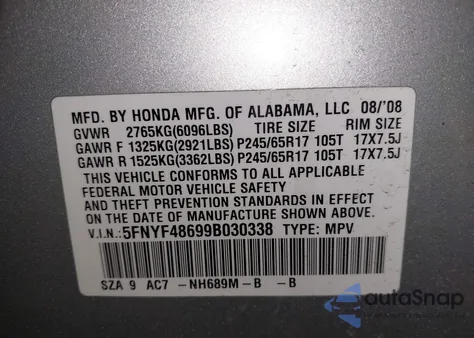 MFD. BY HONDA MFG. OF ALABAMA, LLC 08/'08
GVWR 2765KG(6096LBS) TIRE SIZE RIM SIZE
GAWR F 1325KG(2921LBS) P245/65R17 105T 17X7.5J
GAWR R 1525KG(3362LBS) P245/65R17 105T 17X7.5J
THIS VEHICLE CONFORMS TO ALL APPLICABLE
FEDERAL MOTOR VEHICLE SAFETY
AND THEFT PREVENTION STANDARDS IN EFFECT ON
THE DATE OF MANUFACTURE SHOWN ABOVE.
V.I.N.: 5FNYF48699B030338 TYPE: MPV
SZA 9 AC7 -NH689M-B -B
autoSnap